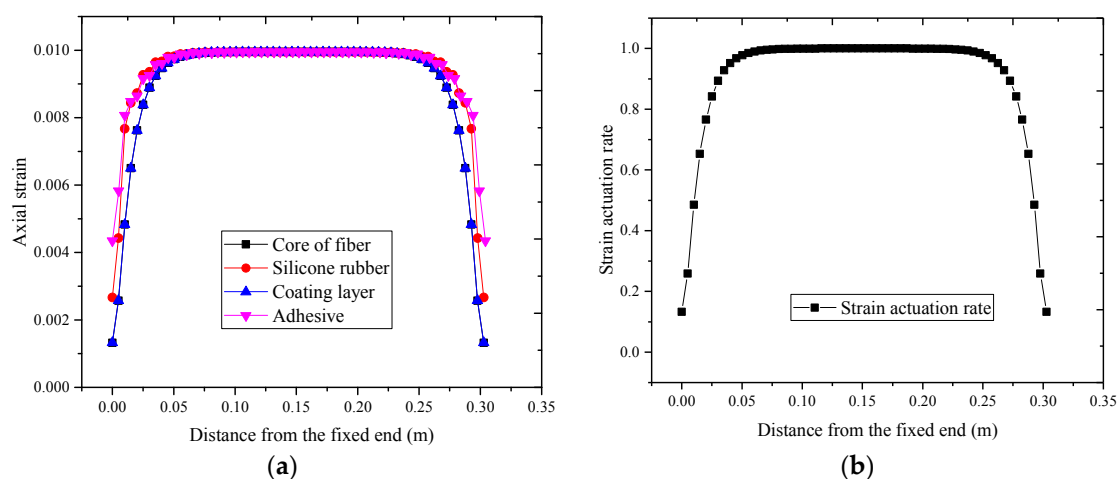 0.010
0.008
0.006
0.004
0.002
0.000
Axial strain
Core of fiber
Silicone rubber
Coating layer
Adhesive
0.00 0.05 0.10 0.15 0.20 0.25 0.30 0.35
Distance from the fixed end (m)
(a)
1.0
0.8
0.6
0.4
0.2
0.0
Strain actuation rate
Strain actuation rate
0.00 0.05 0.10 0.15 0.20 0.25 0.30 0.35
Distance from the fixed end (m)
(b)